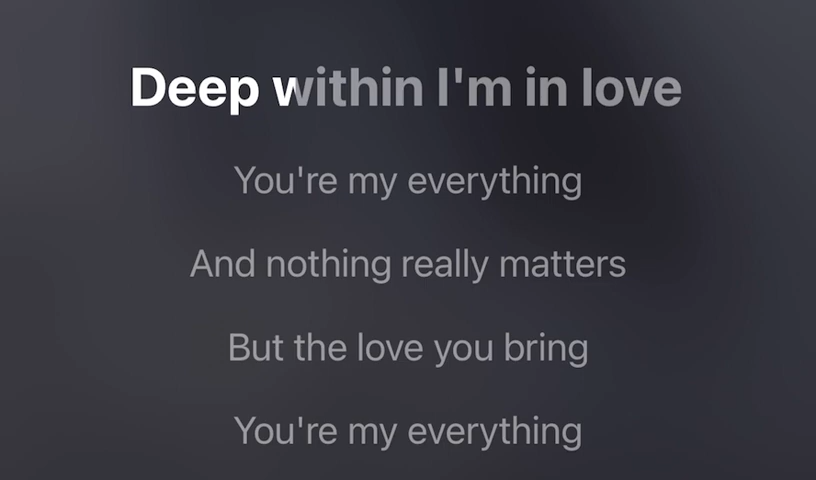 Deep within I'm in love
You're my everything
And nothing really matters
But the love you bring
You're my everything